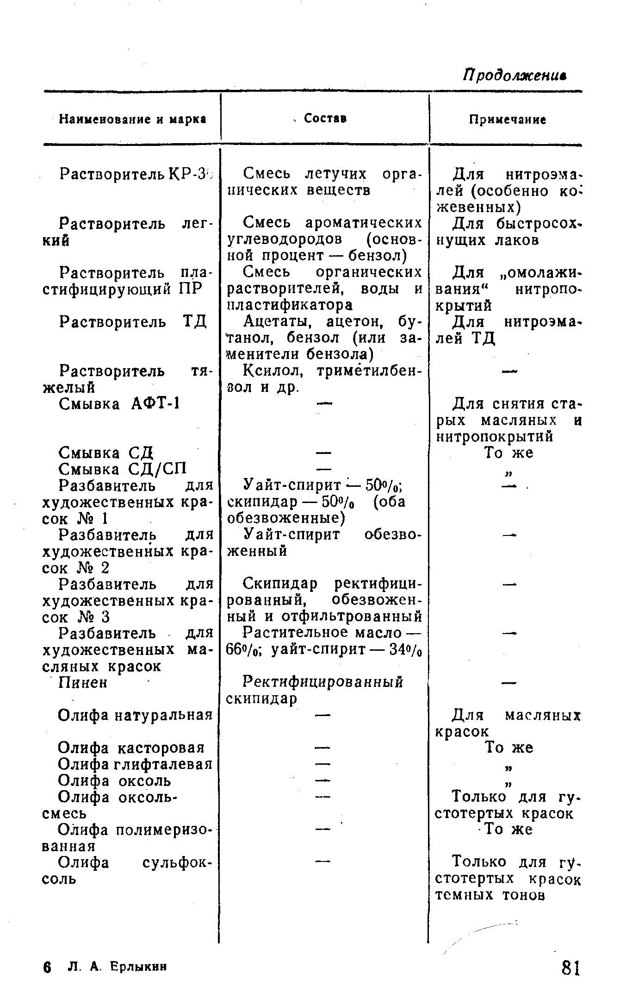 Продолжение
Наименование и марка
Состав
Примечание
Растворитель
Смесь летучих орга-
нических веществ
Для нитроэма-
лей (особенно ко-
жевенных)
Растворитель лег-
кий
Смесь ароматических
углеводородов (основ-
ной процент — бензол)
Для быстросох-
нущих лаков
Растворитель пла-
стифицирующий ПР
Смесь органических
растворителей, воды и
пластификатора
Для „омолажи-
вания“ нитропо-
крытий
Растворитель ТД
Ацетаты, ацетон, бу-
танол, бензол (или за-
менители бензола)
Для нитроэма-
лей ТД
Растворитель тя-
желый
Ксилол, триметилбен-
зол и др.
—
Смывка АФТ-1
—
Для снятия ста-
рых масляных и
нитропокрытий
Смывка СД
—
То же
Смывка СД/СП
—
„
Разбавитель для
художественных кра-
сок № 1
Уайт-спирит — 50%;
скипидар — 50% (оба
обезвоженные)
—
Разбавитель для
художественных кра-
сок № 2
Уайт-спирит обезво-
женный
—
Разбавитель для
художественных кра-
сок № 3
Скипидар ректифици-
рованный, обезвожен-
ный и отфильтрованный
—
Разбавитель для
художественных ма-
сляных красок
Растительное масло —
66%; уайт-спирит — 34%
—
Пинен
Ректифицированный
скипидар
—
Олифа натуральная
—
Для масляных
красок
Олифа касторовая
—
То же
Олифа глифталевая
—
„
Олифа оксоль
—
„
Олифа оксоль-
смесь
—
Только для гу-
стотертых красок
Олифа полимеризо-
ванная
—
То же
Олифа сульфок-
соль
—
Только для гу-
стотертых красок
темных тонов
6 Л. А. Ерлыкин
81